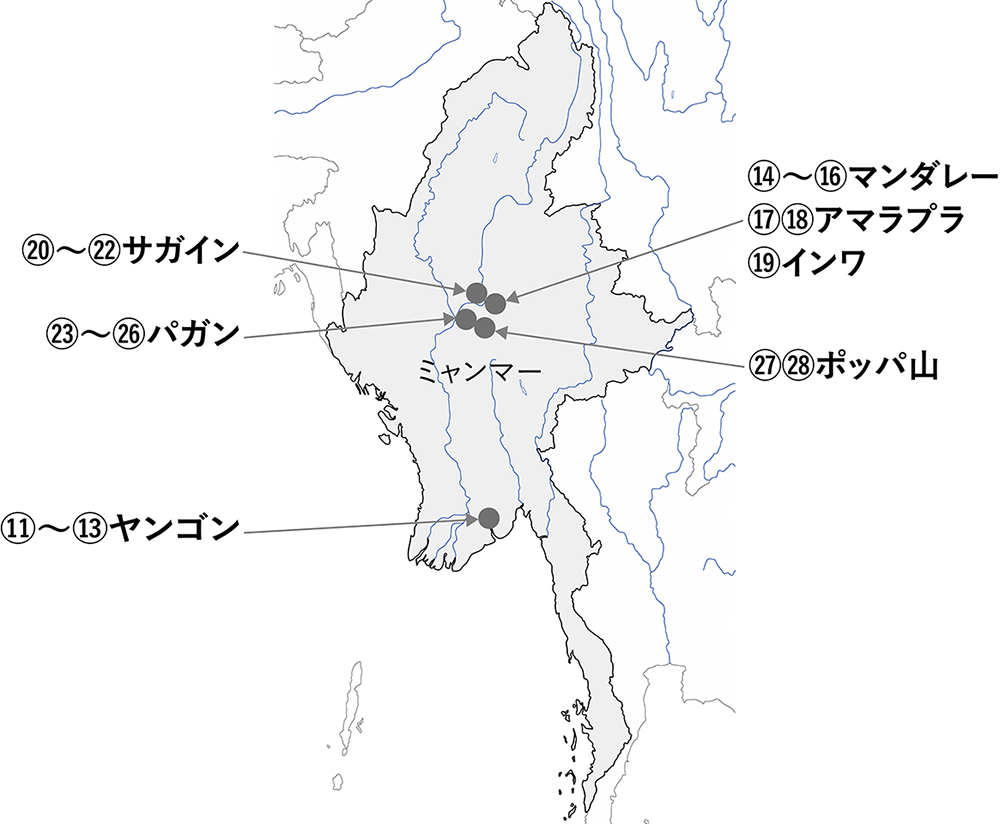 ⑭〜⑯マンダレー
⑰⑱アマラプラ
⑲インワ
⑳〜㉒サガイン
㉓〜㉖パガン
㉗㉘ポッパ山
ミャンマー
⑪〜⑬ヤンゴン